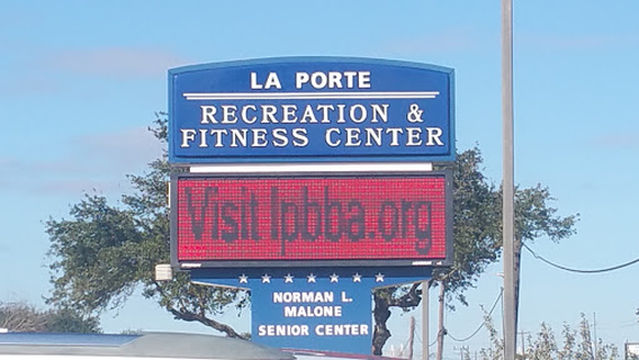 LA PORTE
RECREATION &
FITNESS CENTER
Visit lpbba.org
NORMAN L.
MALONE
SENIOR CENTER